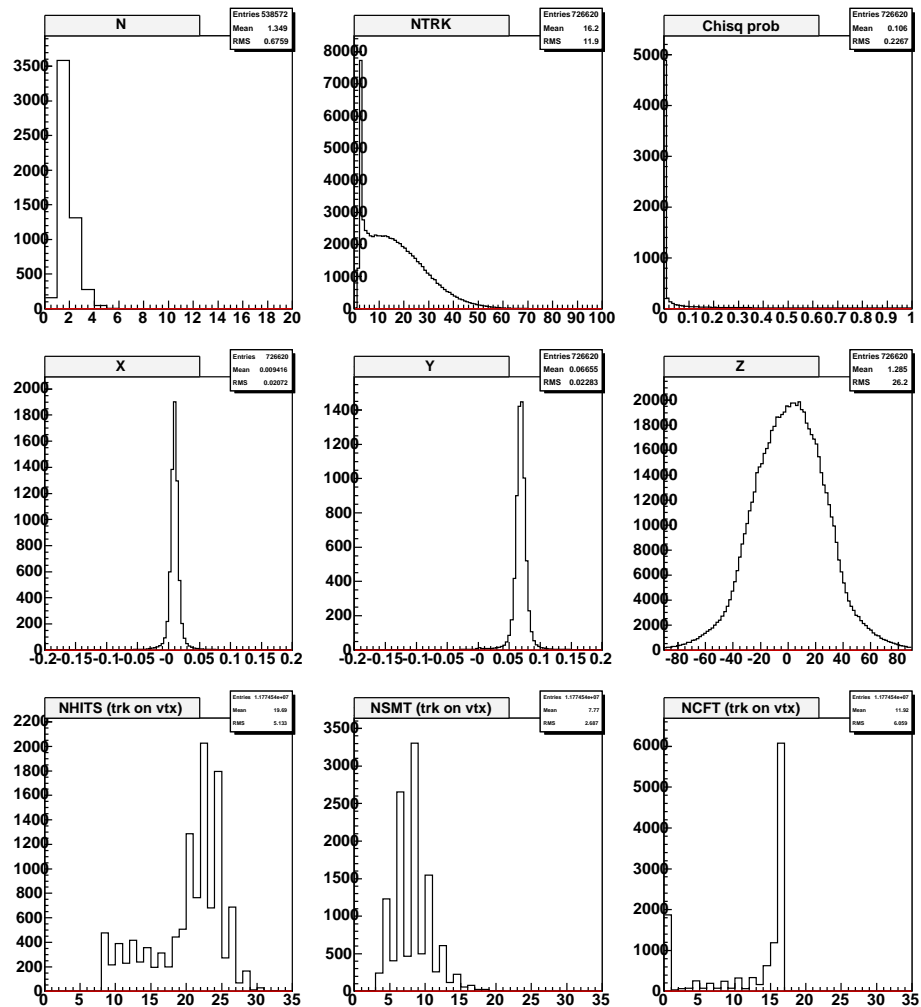 N
Entries 538572
Mean 1.349
RMS 0.6759
3500
3000
2500
2000
1500
1000
500
0
0 2 4 6 8 10 12 14 16 18 20
NTRK
Entries 726620
Mean 16.2
RMS 11.9
80000
70000
60000
50000
40000
30000
20000
10000
0
0 10 20 30 40 50 60 70 80 90 100
Chisq prob
Entries 726620
Mean 0.106
RMS 0.2267
5000
4000
3000
2000
1000
0
0 0.1 0.2 0.3 0.4 0.5 0.6 0.7 0.8 0.9 1
X
Entries 726620
Mean 0.009416
RMS 0.02072
2000
1800
1600
1400
1200
1000
800
600
400
200
0
-0.2 -0.15 -0.1 -0.05 -0 0.05 0.1 0.15 0.2
Y
Entries 726620
Mean 0.06655
RMS 0.02283
1400
1200
1000
800
600
400
200
0
-0.2 -0.15 -0.1 -0.05 -0 0.05 0.1 0.15 0.2
Z
Entries 726620
Mean 1.285
RMS 26.2
20000
18000
16000
14000
12000
10000
8000
6000
4000
2000
0
-80 -60 -40 -20 0 20 40 60 80
NHITS (trk on vtx)
Entries 1.177454e+07
Mean 19.69
RMS 5.133
2200
2000
1800
1600
1400
1200
1000
800
600
400
200
0
0 5 10 15 20 25 30 35
NSMT (trk on vtx)
Entries 1.177454e+07
Mean 7.77
RMS 2.687
3500
3000
2500
2000
1500
1000
500
0
0 5 10 15 20 25 30 35
NCFT (trk on vtx)
Entries 1.177454e+07
Mean 11.92
RMS 6.059
6000
5000
4000
3000
2000
1000
0
0 5 10 15 20 25 30 35